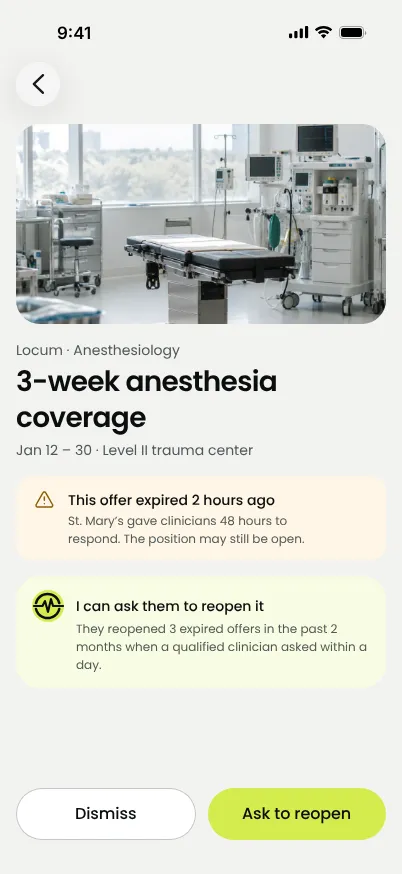 9:41
Locum · Anesthesiology
3-week anesthesia
coverage
Jan 12 – 30 · Level II trauma center
This offer expired 2 hours ago
St. Mary’s gave clinicians 48 hours to
respond. The position may still be open.
I can ask them to reopen it
They reopened 3 expired offers in the past 2
months when a qualified clinician asked within a
day.
Dismiss
Ask to reopen